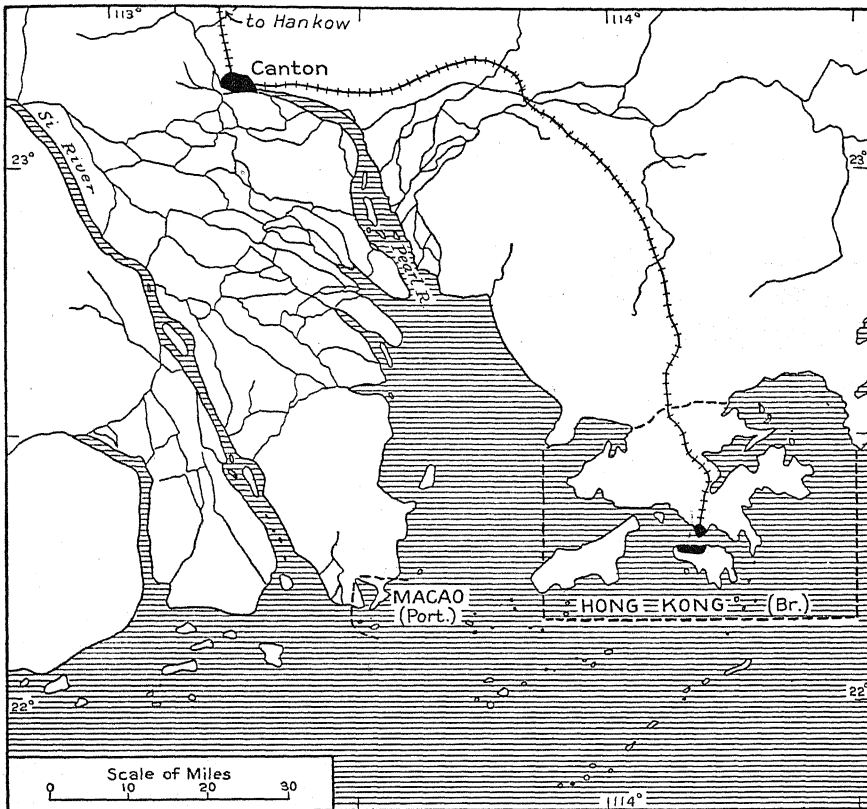 113°
114°
to Hankow
Canton
Si River
23°
23°
Pearl R.
MACAO
(Port.)
HONG KONG (Br.)
22°
22°
Scale of Miles
0 10 20 30
114°